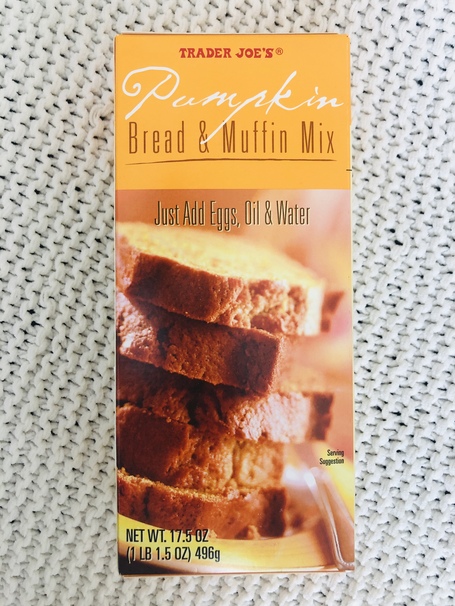 TRADER JOE'S®
Pumpkin
Bread & Muffin Mix
Just Add Eggs, Oil & Water
Serving
Suggestion
NET WT. 17.5 OZ
(1 LB 1.5 OZ) 496g